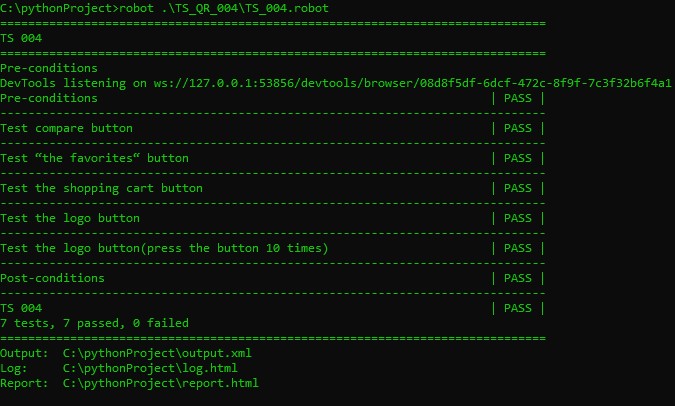 C:\pythonProject>robot .\TS_QR_004\TS_004.robot
==============================================================================
TS 004
==============================================================================
Pre-conditions
DevTools listening on ws://127.0.0.1:53856/devtools/browser/08d8f5df-6dcf-472c-8f9f-7c3f32b6f4a1
Pre-conditions                                                        | PASS |
------------------------------------------------------------------------------
Test compare button                                                   | PASS |
------------------------------------------------------------------------------
Test “the favorites“ button                                           | PASS |
------------------------------------------------------------------------------
Test the shopping cart button                                         | PASS |
------------------------------------------------------------------------------
Test the logo button                                                  | PASS |
------------------------------------------------------------------------------
Test the logo button(press the button 10 times)                       | PASS |
------------------------------------------------------------------------------
Post-conditions                                                       | PASS |
------------------------------------------------------------------------------
TS 004                                                                | PASS |
7 tests, 7 passed, 0 failed
==============================================================================
Output:  C:\pythonProject\output.xml
Log:     C:\pythonProject\log.html
Report:  C:\pythonProject\report.html